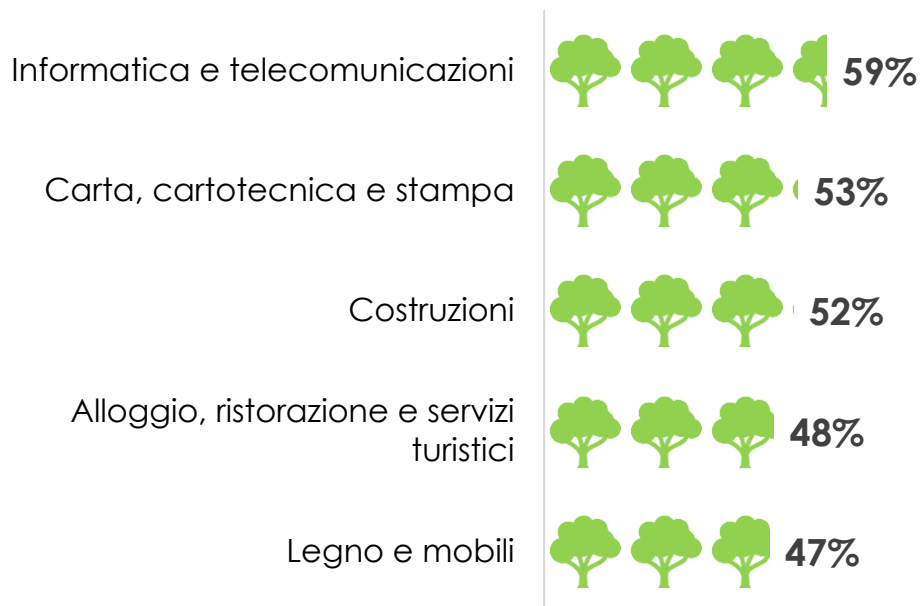 Informatica e telecomunicazioni 59%
Carta, cartotecnica e stampa 53%
Costruzioni 52%
Alloggio, ristorazione e servizi
turistici 48%
Legno e mobili 47%